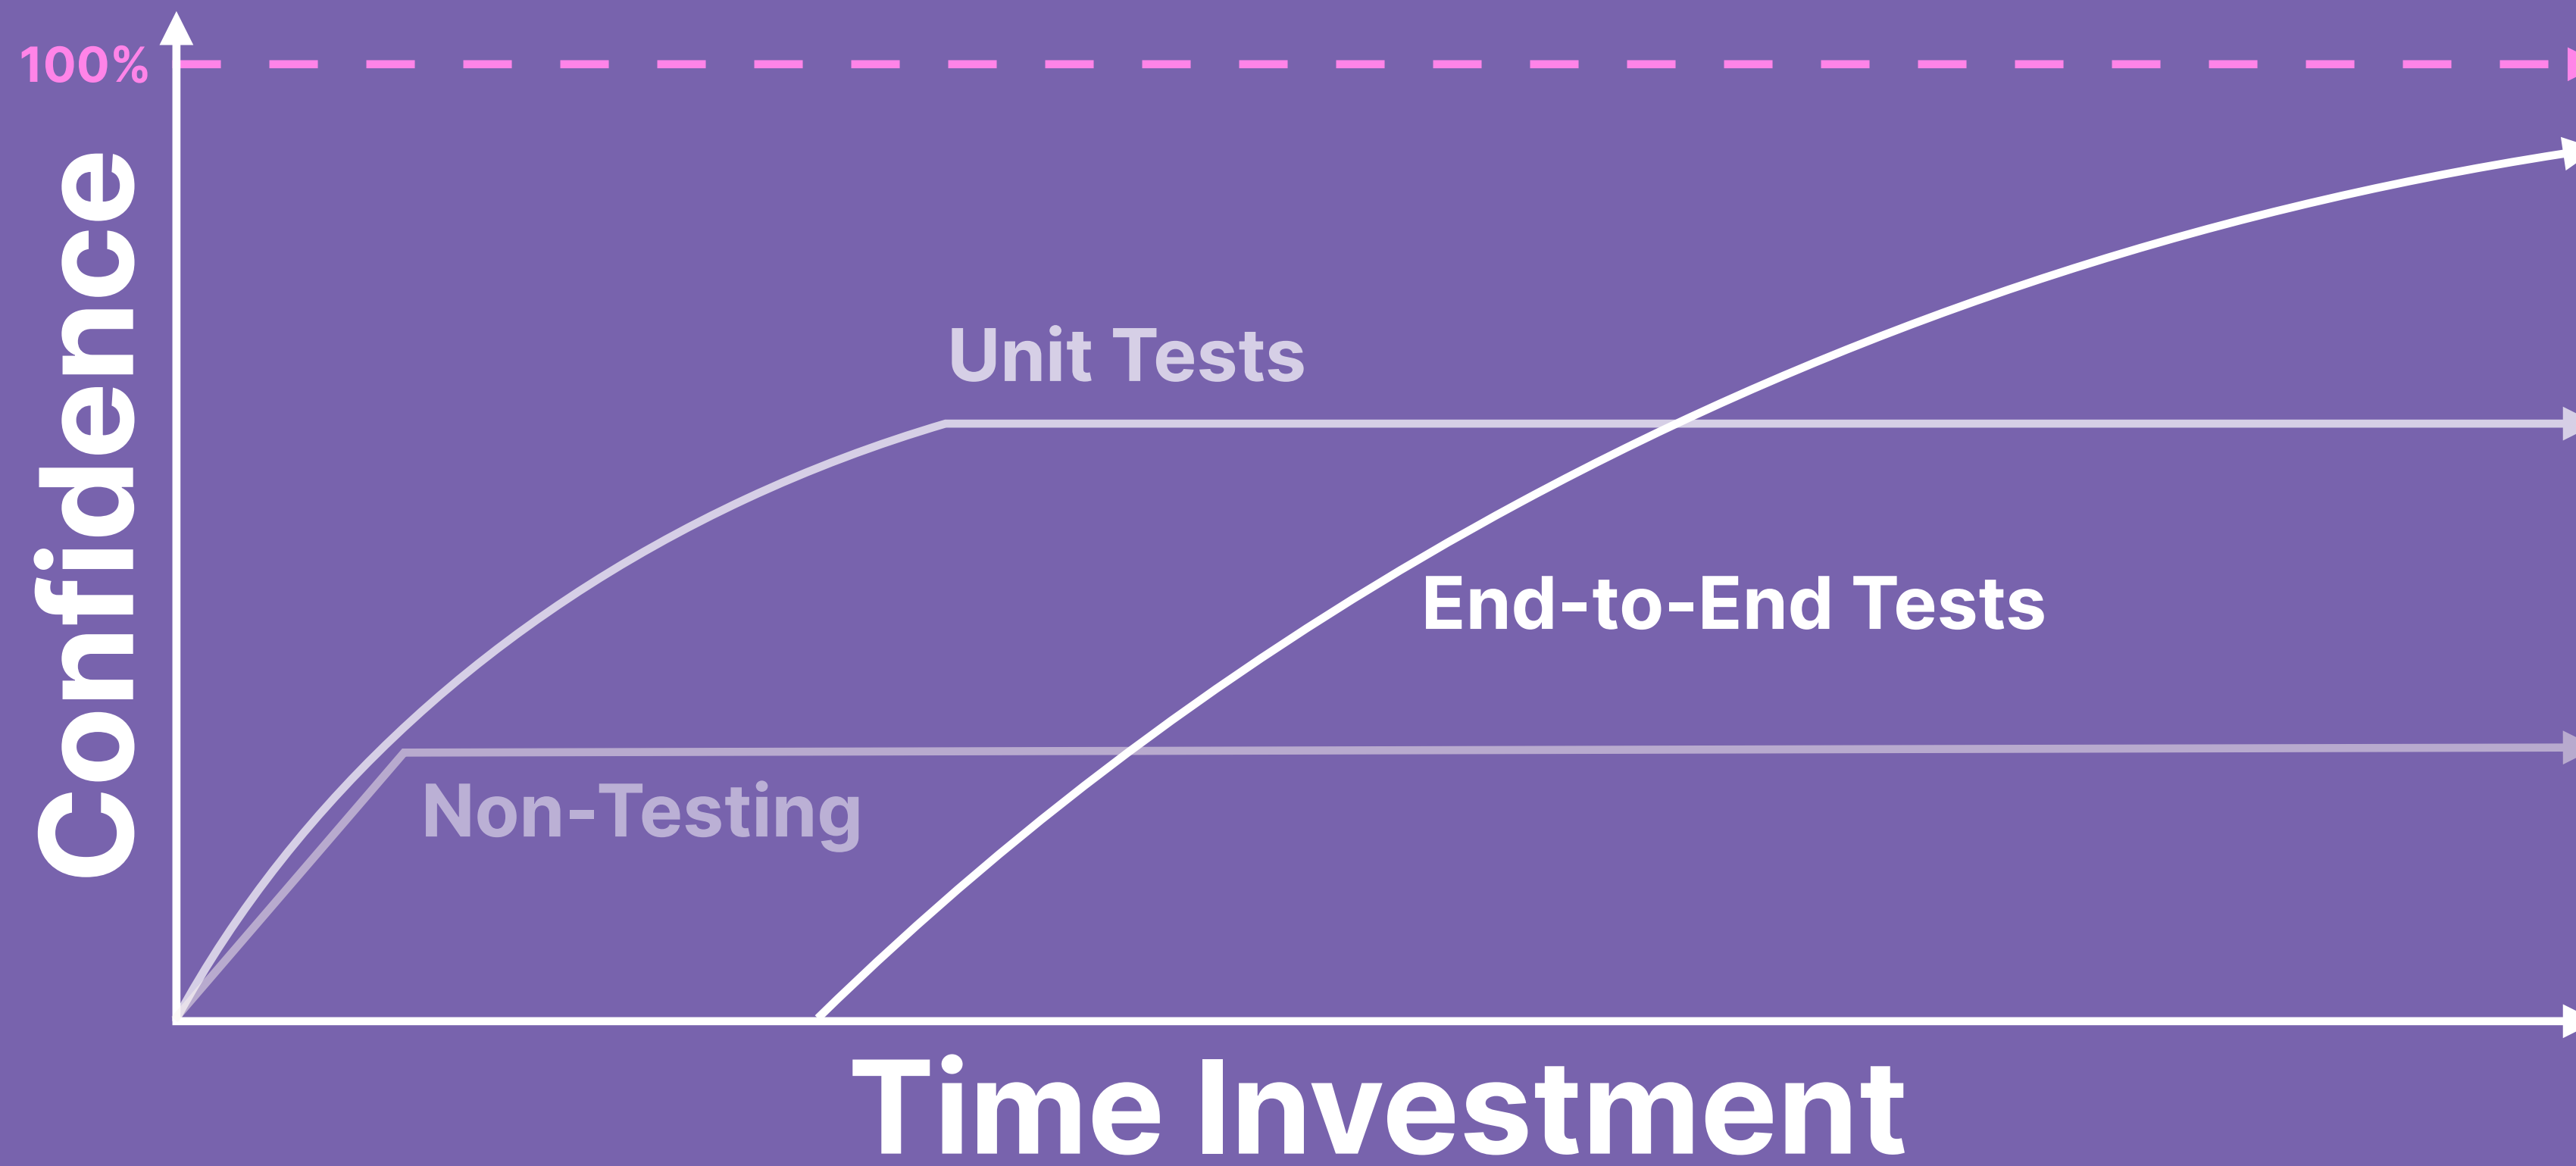 100%
Confidence
Unit Tests
End-to-End Tests
Non-Testing
Time Investment